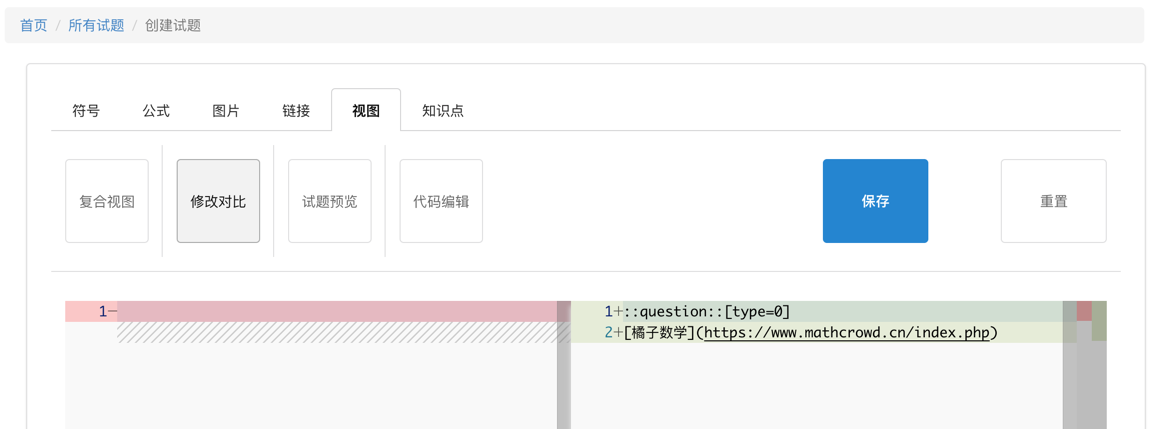 首页 / 所有试题 / 创建试题
符号 公式 图片 链接 视图 知识点
复合视图 修改对比 试题预览 代码编辑 保存 重置
1− 1+::question::[type=0]
2+[橘子数学](https://www.mathcrowd.cn/index.php)